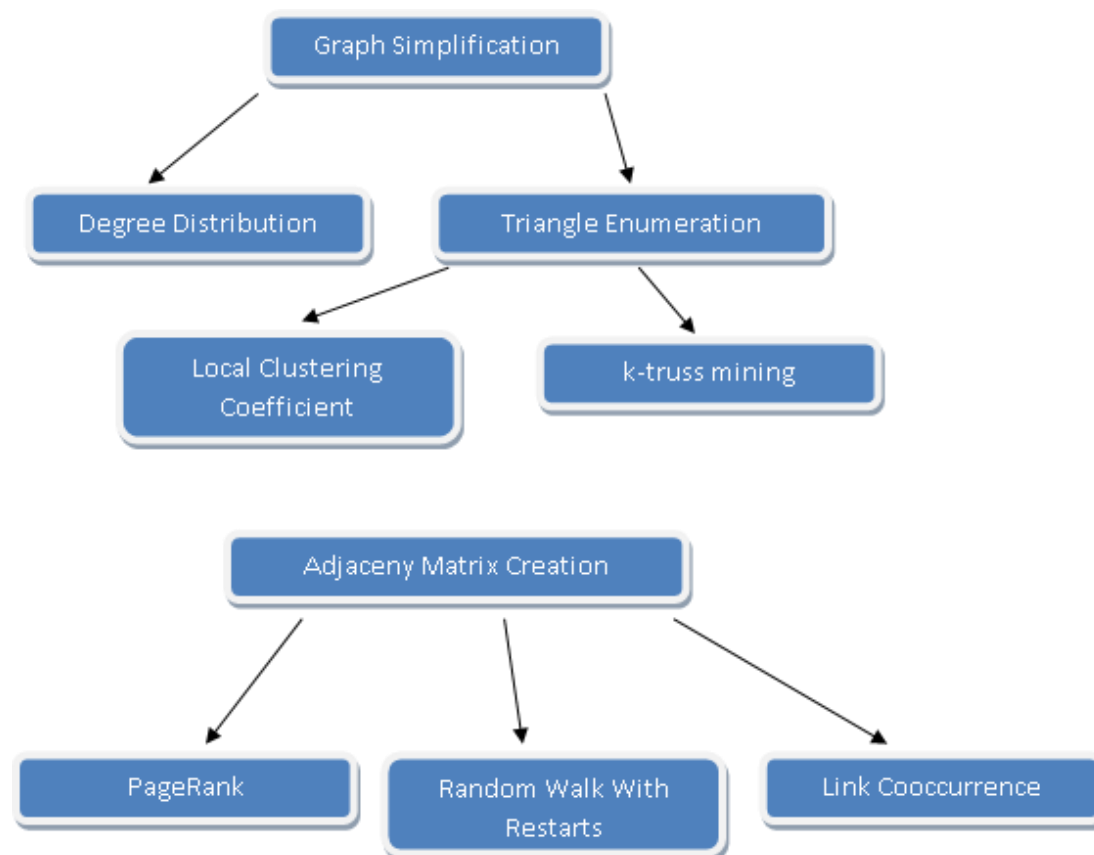 Graph Simplification
Degree Distribution
Triangle Enumeration
Local Clustering
Coefficient
k-truss mining
Adjaceny Matrix Creation
PageRank
Random Walk With
Restarts
Link Cooccurrence